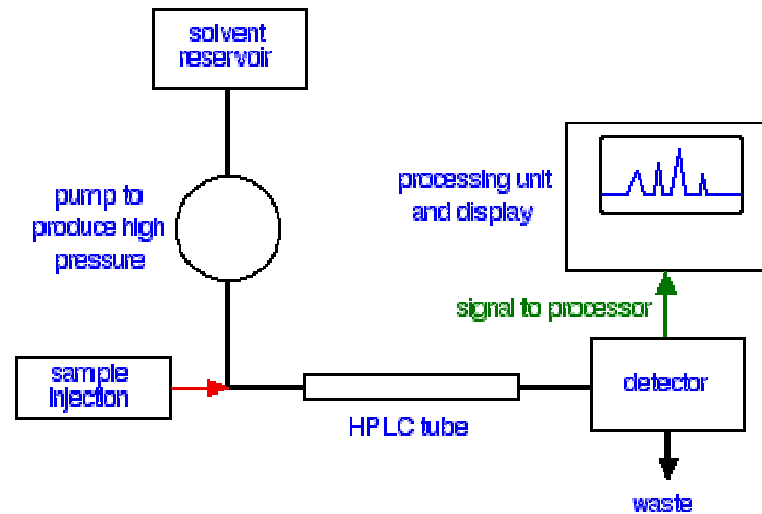 solvent
reservoir
pump to
produce high
pressure
processing unit
and display
signal to processor
sample
injection
detector
HPLC tube
waste